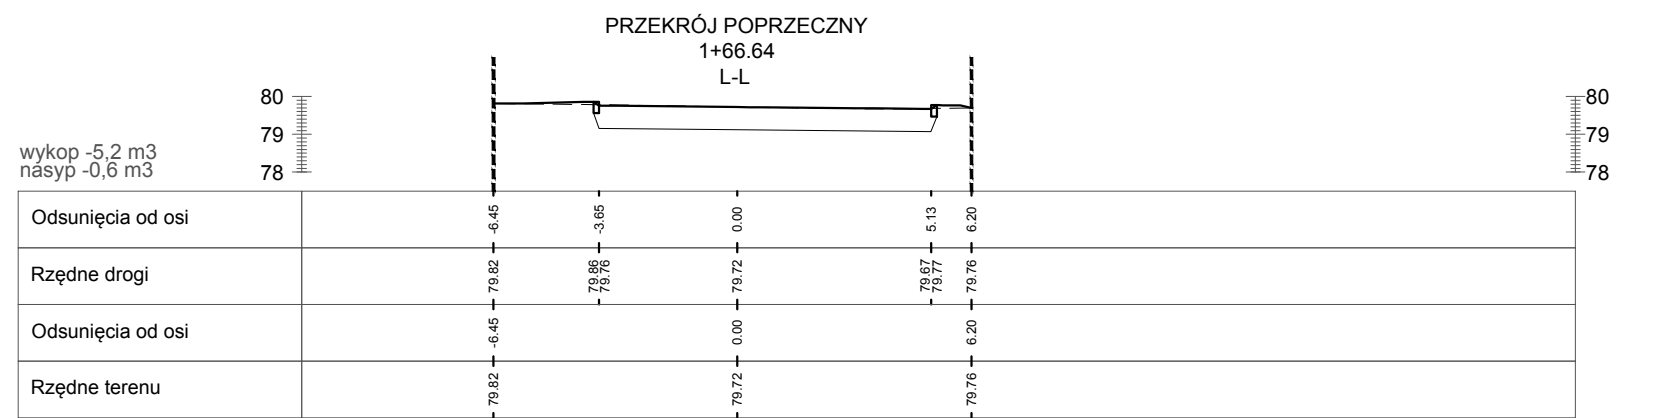 PRZEKRÓJ POPRZECZNY
1+66.64
L-L
80
79
78
80
79
78
wykop -5,2 m3
nasyp -0,6 m3
Odsunięcia od osi -6.45 -3.65 0.00 5.13 6.20
Rzędne drogi 79.82 79.86 79.76 79.72 79.67 79.77 79.76
Odsunięcia od osi -6.45 0.00 6.20
Rzędne terenu 79.82 79.72 79.76